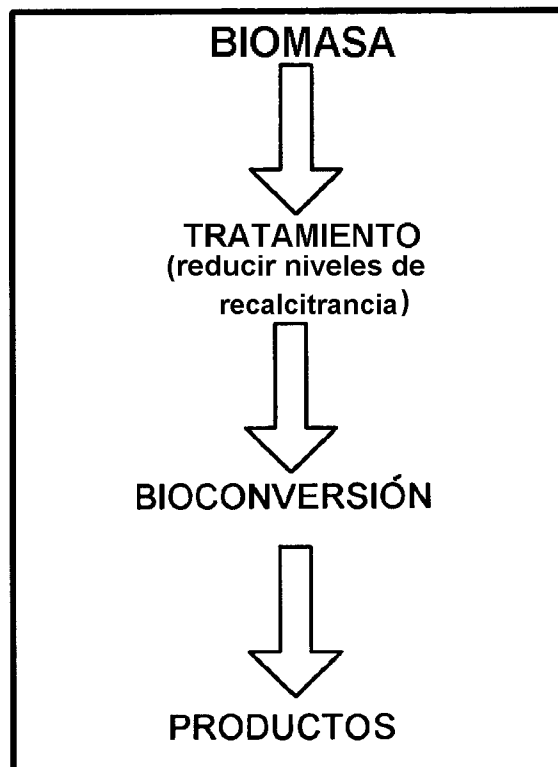 BIOMASA
TRATAMIENTO
(reducir niveles de
recalcitrancia)
BIOCONVERSIÓN
PRODUCTOS